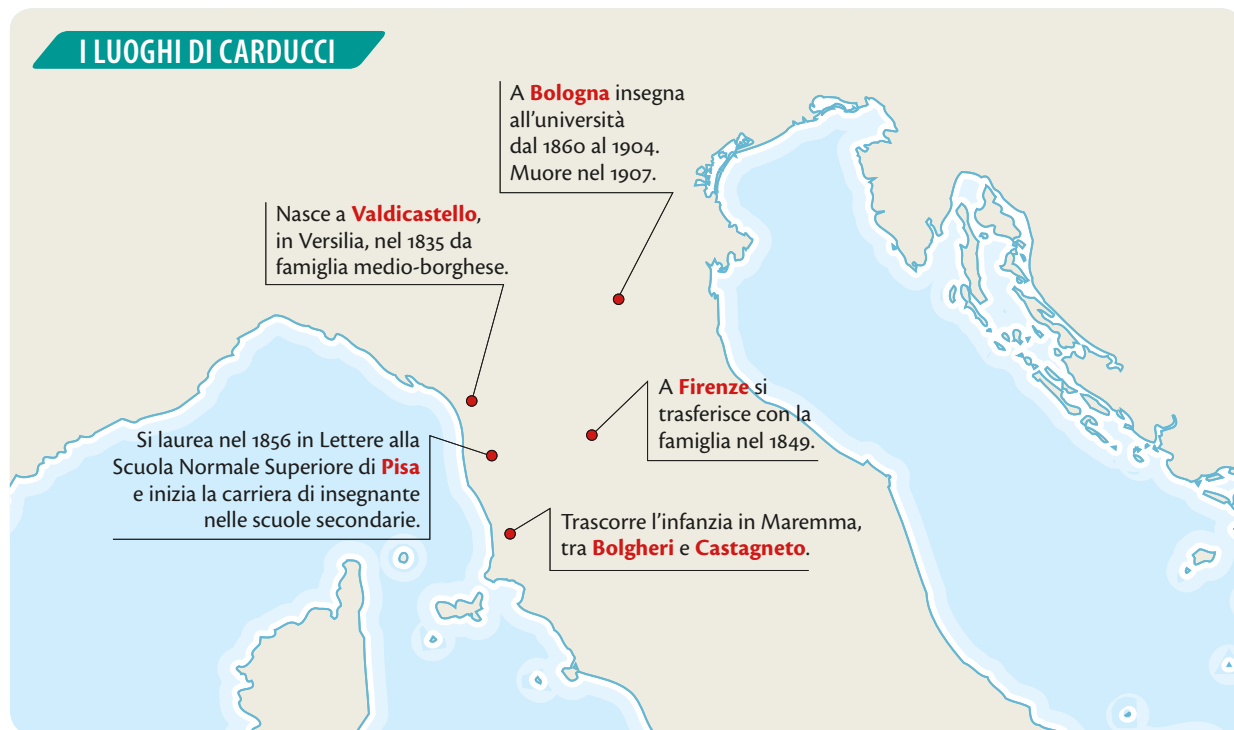 I LUOGHI DI CARDUCCI
A Bologna insegna
all’università
dal 1860 al 1904.
Muore nel 1907.
Nasce a Valdicastello,
in Versilia, nel 1835 da
famiglia medio-borghese.
A Firenze si
trasferisce con la
famiglia nel 1849.
Si laurea nel 1856 in Lettere alla
Scuola Normale Superiore di Pisa
e inizia la carriera di insegnante
nelle scuole secondarie.
Trascorre l’infanzia in Maremma,
tra Bolgheri e Castagneto.